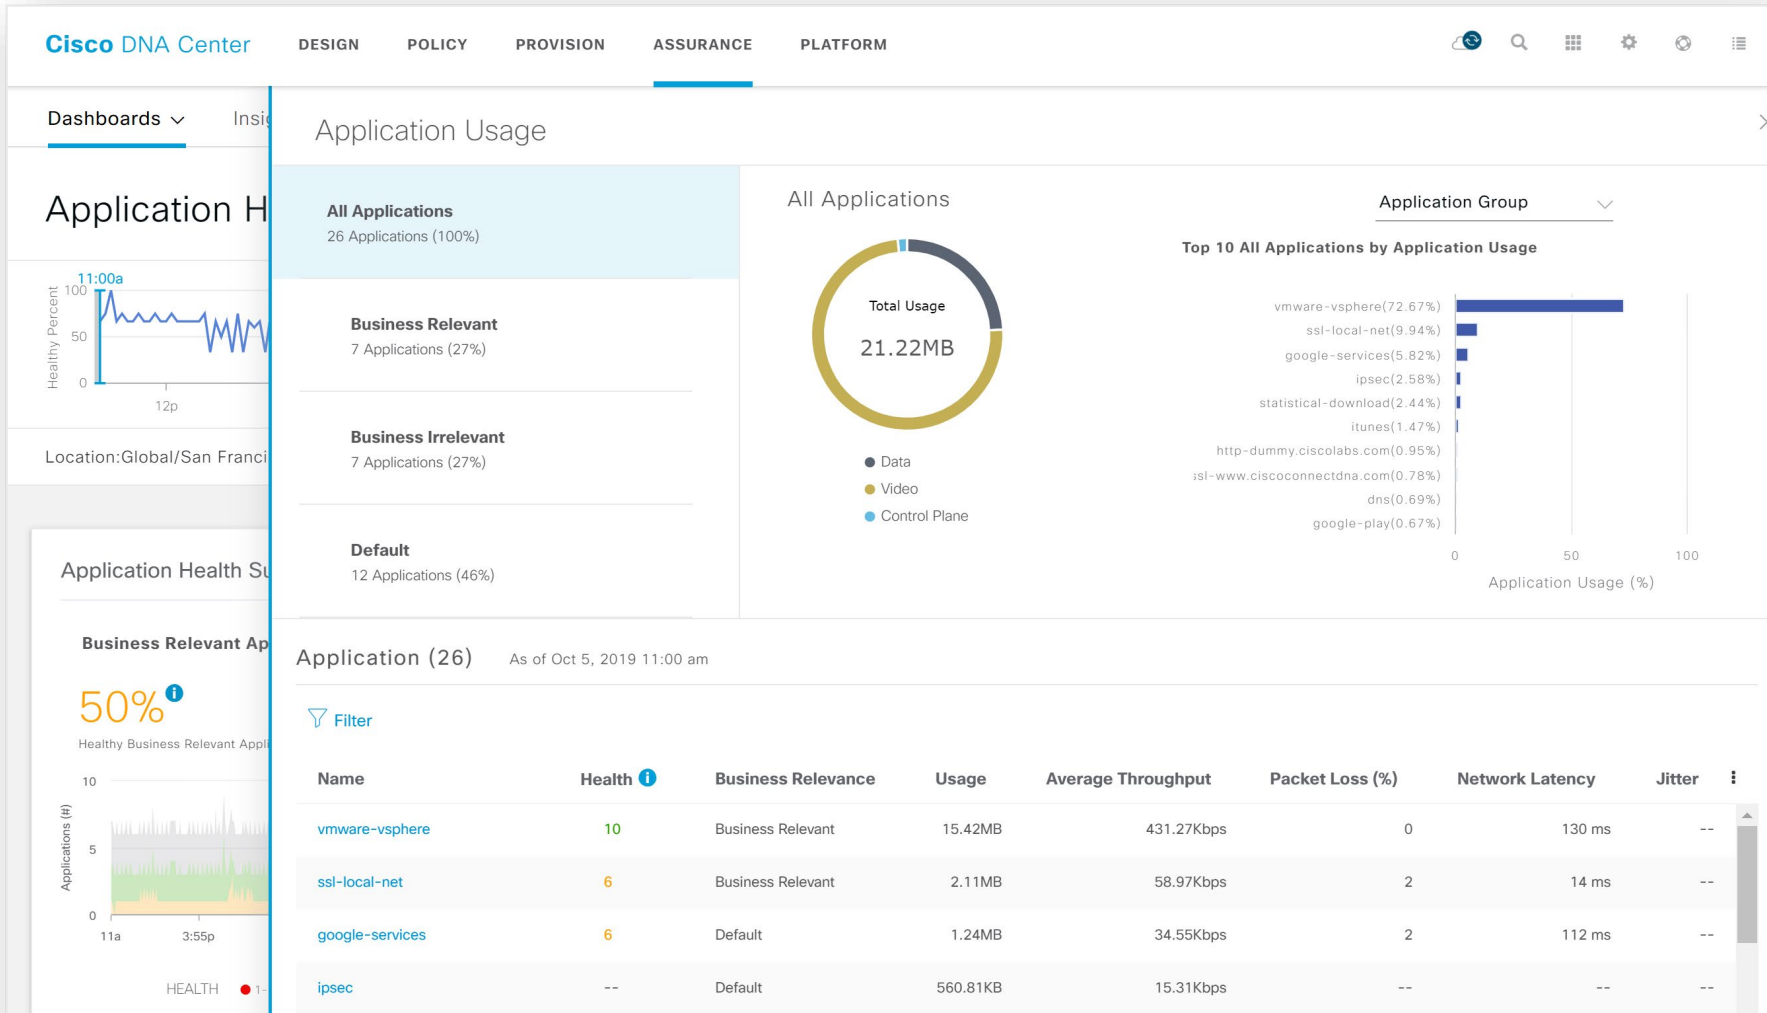 Cisco DNA Center DESIGN POLICY PROVISION ASSURANCE PLATFORM
Dashboards
Application Usage
Application H
11:00a
100
50
0
Healthy Percent
12p
Location:Global/San Franci
Application Health Su
Business Relevant Ap
50%
Healthy Business Relevant Appli
10
5
0
Applications (#)
11a 3:55p
HEALTH 1-
All Applications
26 Applications (100%)
Business Relevant
7 Applications (27%)
Business Irrelevant
7 Applications (27%)
Default
12 Applications (46%)
All Applications
Total Usage
21.22MB
Data
Video
Control Plane
Application Group
Top 10 All Applications by Application Usage
vmware-vsphere(72.67%)
ssl-local-net(9.94%)
google-services(5.82%)
ipsec(2.58%)
statistical-download(2.44%)
itunes(1.47%)
http-dummy.ciscolabs.com(0.95%)
ssl-www.ciscoconnectdna.com(0.78%)
dns(0.69%)
google-play(0.67%)
0 50 100
Application Usage (%)
Application (26) As of Oct 5, 2019 11:00 am
Filter
Name Health Business Relevance Usage Average Throughput Packet Loss (%) Network Latency Jitter
vmware-vsphere 10 Business Relevant 15.42MB 431.27Kbps 0 130 ms --
ssl-local-net 6 Business Relevant 2.11MB 58.97Kbps 2 14 ms --
google-services 6 Default 1.24MB 34.55Kbps 2 112 ms --
ipsec -- Default 560.81KB 15.31Kbps -- -- --